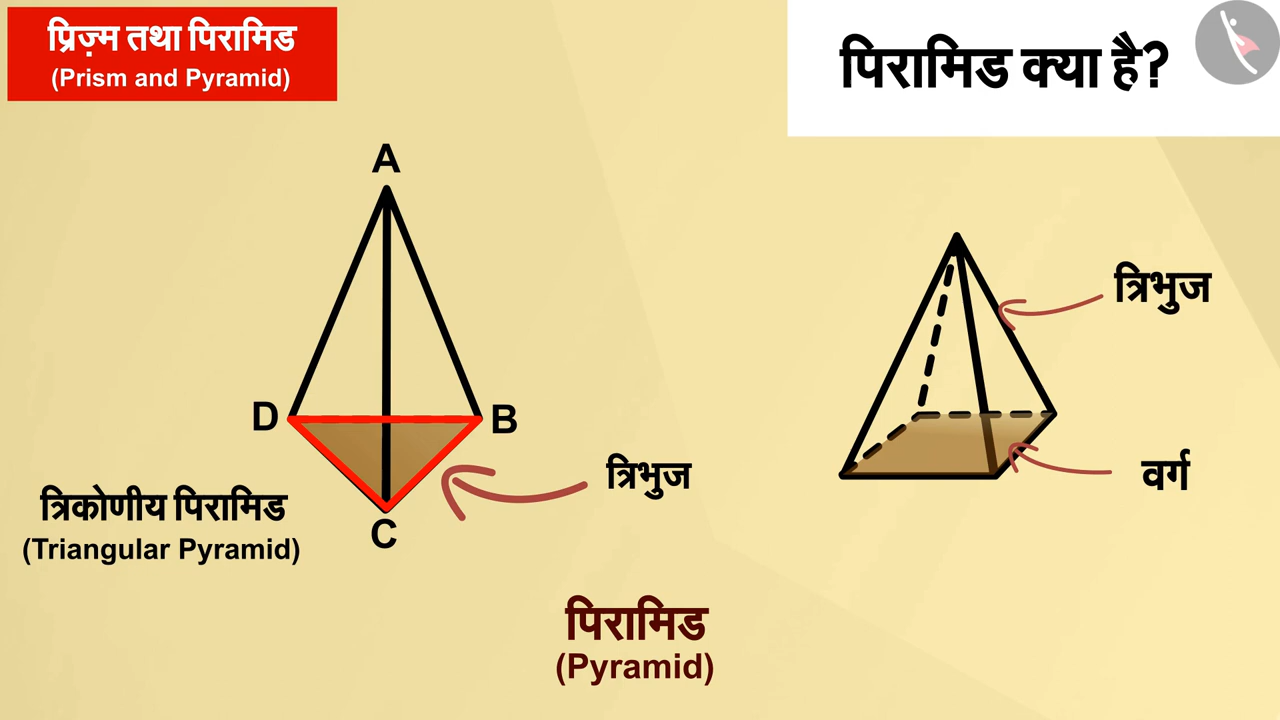 प्रिज़्म तथा पिरामिड
(Prism and Pyramid)
पिरामिड क्या है?
A
D
B
C
त्रिभुज
त्रिकोणीय पिरामिड
(Triangular Pyramid)
त्रिभुज
वर्ग
पिरामिड
(Pyramid)